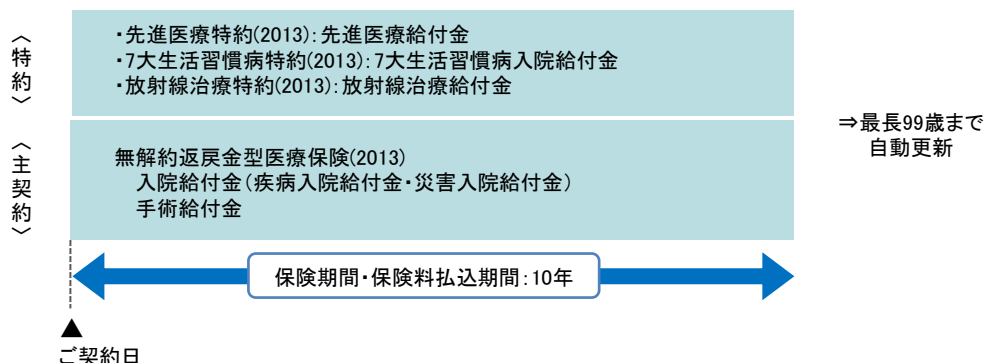 〈特約〉
・先進医療特約(2013):先進医療給付金
・7大生活習慣病特約(2013):7大生活習慣病入院給付金
・放射線治療特約(2013):放射線治療給付金
〈主契約〉
無解約返戻金型医療保険(2013)
入院給付金(疾病入院給付金・災害入院給付金)
手術給付金
⇒最長99歳まで
自動更新
保険期間・保険料払込期間:10年
▲
ご契約日